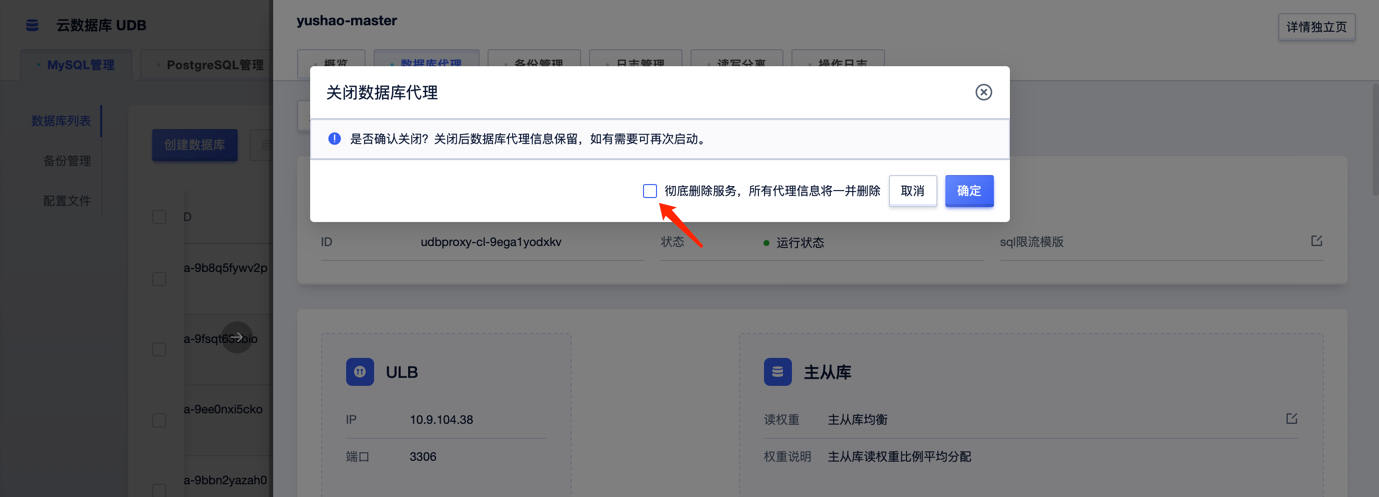 云数据库 UDB
yushao-master
详情独立页
MySQL管理
PostgreSQL管理
概览
数据库代理
备份管理
日志管理
读写分离
操作日志
关闭数据库代理
是否确认关闭？关闭后数据库代理信息保留，如有需要可再次启动。
彻底删除服务，所有代理信息将一并删除
取消
确定
数据库列表
备份管理
配置文件
创建数据库
D
a-9b8q5fywv2p
a-9ee0nxi5cko
a-9bbn2yazah0
ID
udbproxy-cl-9ega1yodxkv
状态
运行状态
sql限流模版
ULB
IP
10.9.104.38
端口
3306
主从库
读权重
主从库均衡
权重说明
主从库读权重比例平均分配